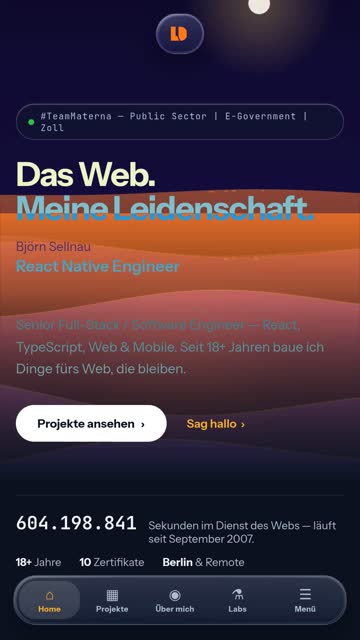 LD
#TeamMaterna — Public Sector | E-Government |
Zoll
Das Web.
Meine Leidenschaft.
Björn Sellnau
React Native Engineer
Senior Full-Stack / Software Engineer — React,
TypeScript, Web & Mobile. Seit 18+ Jahren baue ich
Dinge fürs Web, die bleiben.
Projekte ansehen ›
Sag hallo ›
604.198.841
Sekunden im Dienst des Webs — läuft
seit September 2007.
18+ Jahre
10 Zertifikate
Berlin & Remote
Home
Projekte
Über mich
Labs
Menü